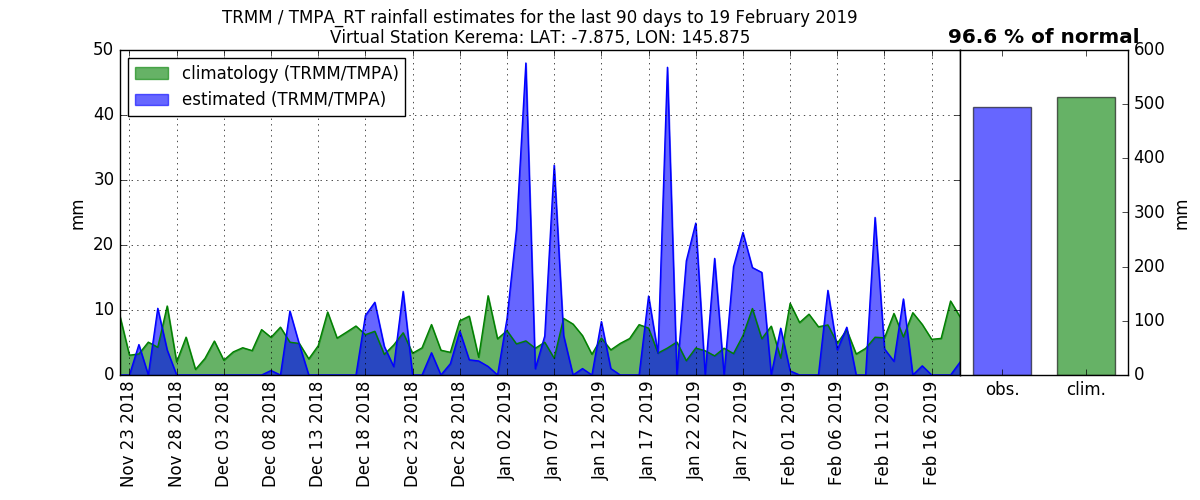 TRMM / TMPA_RT rainfall estimates for the last 90 days to 19 February 2019
Virtual Station Kerema: LAT: -7.875, LON: 145.875
96.6 % of normal
climatology (TRMM/TMPA)
estimated (TRMM/TMPA)
50
40
30
20
10
0
mm
600
500
400
300
200
100
0
mm
Nov 23 2018
Nov 28 2018
Dec 03 2018
Dec 08 2018
Dec 13 2018
Dec 18 2018
Dec 23 2018
Dec 28 2018
Jan 02 2019
Jan 07 2019
Jan 12 2019
Jan 17 2019
Jan 22 2019
Jan 27 2019
Feb 01 2019
Feb 06 2019
Feb 11 2019
Feb 16 2019
obs.
clim.